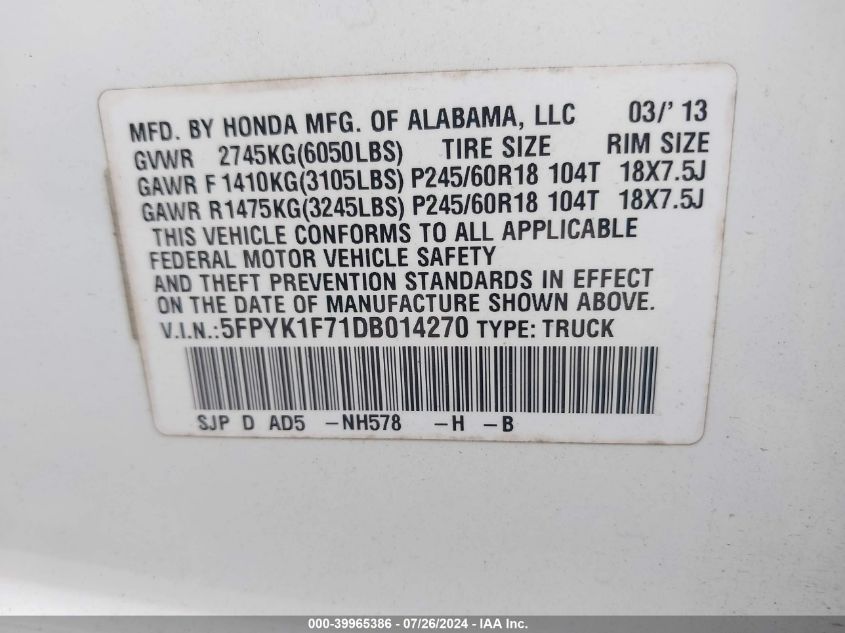 MFD. BY HONDA MFG. OF ALABAMA, LLC 03/' 13
GVWR 2745KG(6050LBS) TIRE SIZE RIM SIZE
GAWR F 1410KG(3105LBS) P245/60R18 104T 18X7.5J
GAWR R1475KG(3245LBS) P245/60R18 104T 18X7.5J
THIS VEHICLE CONFORMS TO ALL APPLICABLE
FEDERAL MOTOR VEHICLE SAFETY
AND THEFT PREVENTION STANDARDS IN EFFECT
ON THE DATE OF MANUFACTURE SHOWN ABOVE.
V.I.N.:5FPYK1F71DB014270 TYPE: TRUCK
SJP D AD5 -NH578 -H -B
000-39965386 - 07/26/2024 - IAA Inc.